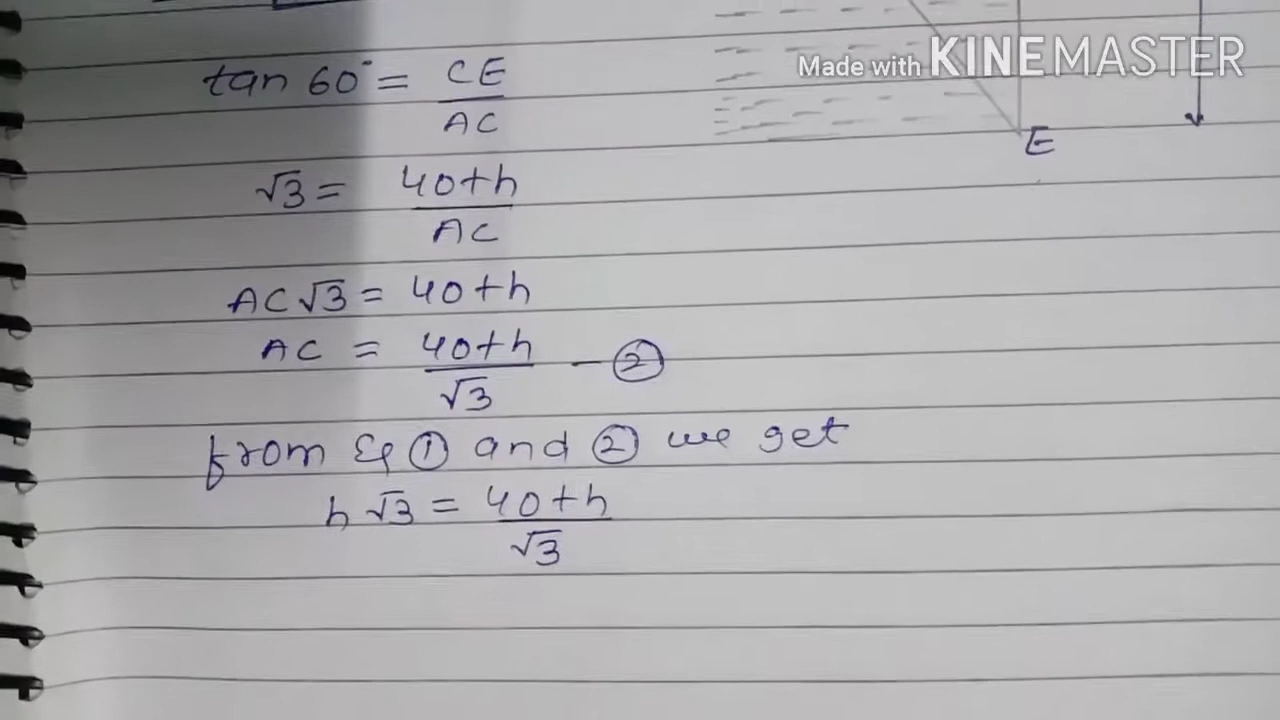 Made with KINEMASTER
E
tan 60° = CE/AC
√3 = 40+h/AC
AC√3 = 40+h
AC = 40+h/√3 — ②
from Eq ① and ② we get
h√3 = 40+h/√3